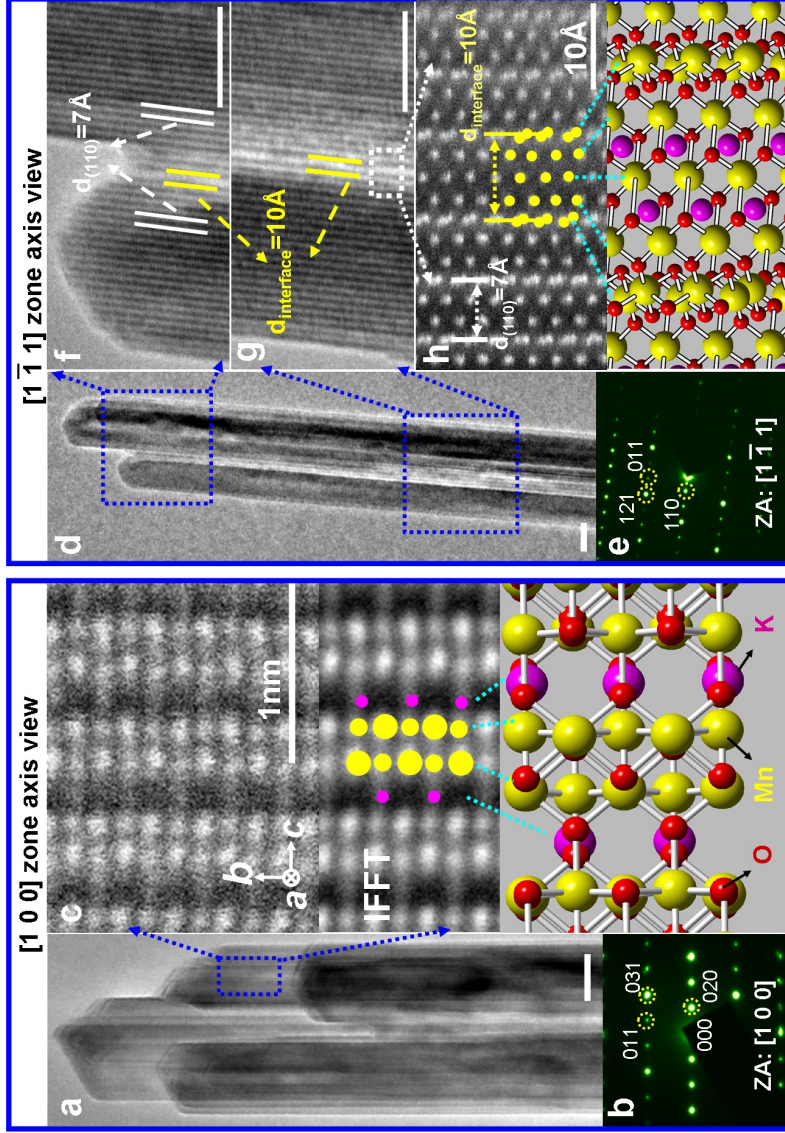 [1 0 0] zone axis view
a
c
b
a
c
1nm
IFFT
b
011
031
000
020
ZA: [1 0 0]
O
Mn
K
[1 1̅ 1] zone axis view
d
f
d(110)=7Å
g
dinterface=10Å
h
d(110)=7Å
dinterface=10Å
10Å
e
121
011
110
ZA: [1 1̅ 1]